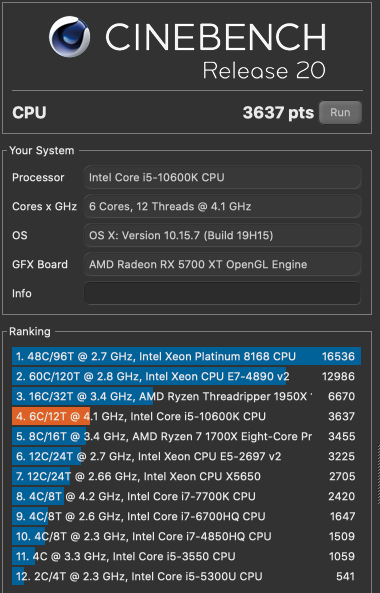 CINEBENCH
Release 20
CPU 3637 pts Run
Your System
Processor Intel Core i5-10600K CPU
Cores x GHz 6 Cores, 12 Threads @ 4.1 GHz
OS OS X: Version 10.15.7 (Build 19H15)
GFX Board AMD Radeon RX 5700 XT OpenGL Engine
Info
Ranking
1. 48C/96T @ 2.7 GHz, Intel Xeon Platinum 8168 CPU 16536
2. 60C/120T @ 2.8 GHz, Intel Xeon CPU E7-4890 v2 12986
3. 16C/32T @ 3.4 GHz, AMD Ryzen Threadripper 1950X 6670
4. 6C/12T @ 4.1 GHz, Intel Core i5-10600K CPU 3637
5. 8C/16T @ 3.4 GHz, AMD Ryzen 7 1700X Eight-Core Pr 3455
6. 12C/24T @ 2.7 GHz, Intel Xeon CPU E5-2697 v2 3225
7. 12C/24T @ 2.66 GHz, Intel Xeon CPU X5650 2705
8. 4C/8T @ 4.2 GHz, Intel Core i7-7700K CPU 2420
9. 4C/8T @ 2.6 GHz, Intel Core i7-6700HQ CPU 1647
10. 4C/8T @ 2.3 GHz, Intel Core i7-4850HQ CPU 1509
11. 4C @ 3.3 GHz, Intel Core i5-3550 CPU 1059
12. 2C/4T @ 2.3 GHz, Intel Core i5-5300U CPU 541